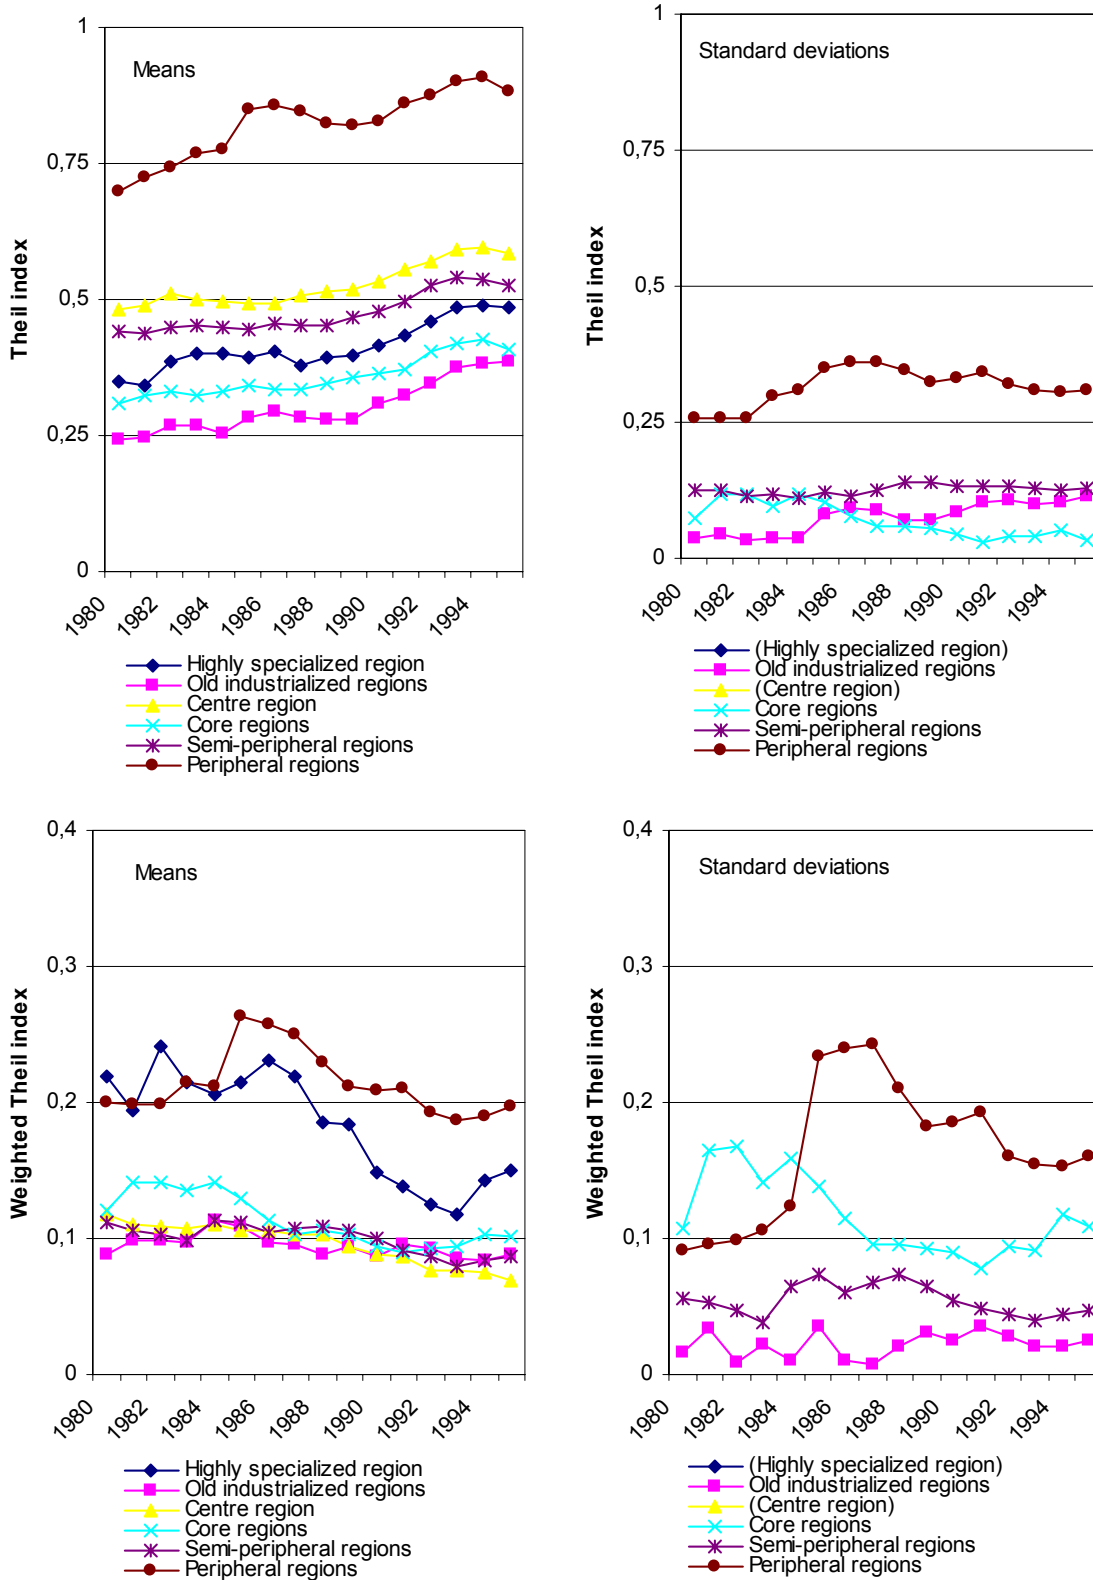 Means
Theil index
1
0,75
0,5
0,25
0
1980
1982
1984
1986
1988
1990
1992
1994
Highly specialized region
Old industrialized regions
Centre region
Core regions
Semi-peripheral regions
Peripheral regions
Standard deviations
Theil index
1
0,75
0,5
0,25
0
1980
1982
1984
1986
1988
1990
1992
1994
(Highly specialized region)
Old industrialized regions
(Centre region)
Core regions
Semi-peripheral regions
Peripheral regions
Means
Weighted Theil index
0,4
0,3
0,2
0,1
0
1980
1982
1984
1986
1988
1990
1992
1994
Highly specialized region
Old industrialized regions
Centre region
Core regions
Semi-peripheral regions
Peripheral regions
Standard deviations
Weighted Theil index
0,4
0,3
0,2
0,1
0
1980
1982
1984
1986
1988
1990
1992
1994
(Highly specialized region)
Old industrialized regions
(Centre region)
Core regions
Semi-peripheral regions
Peripheral regions